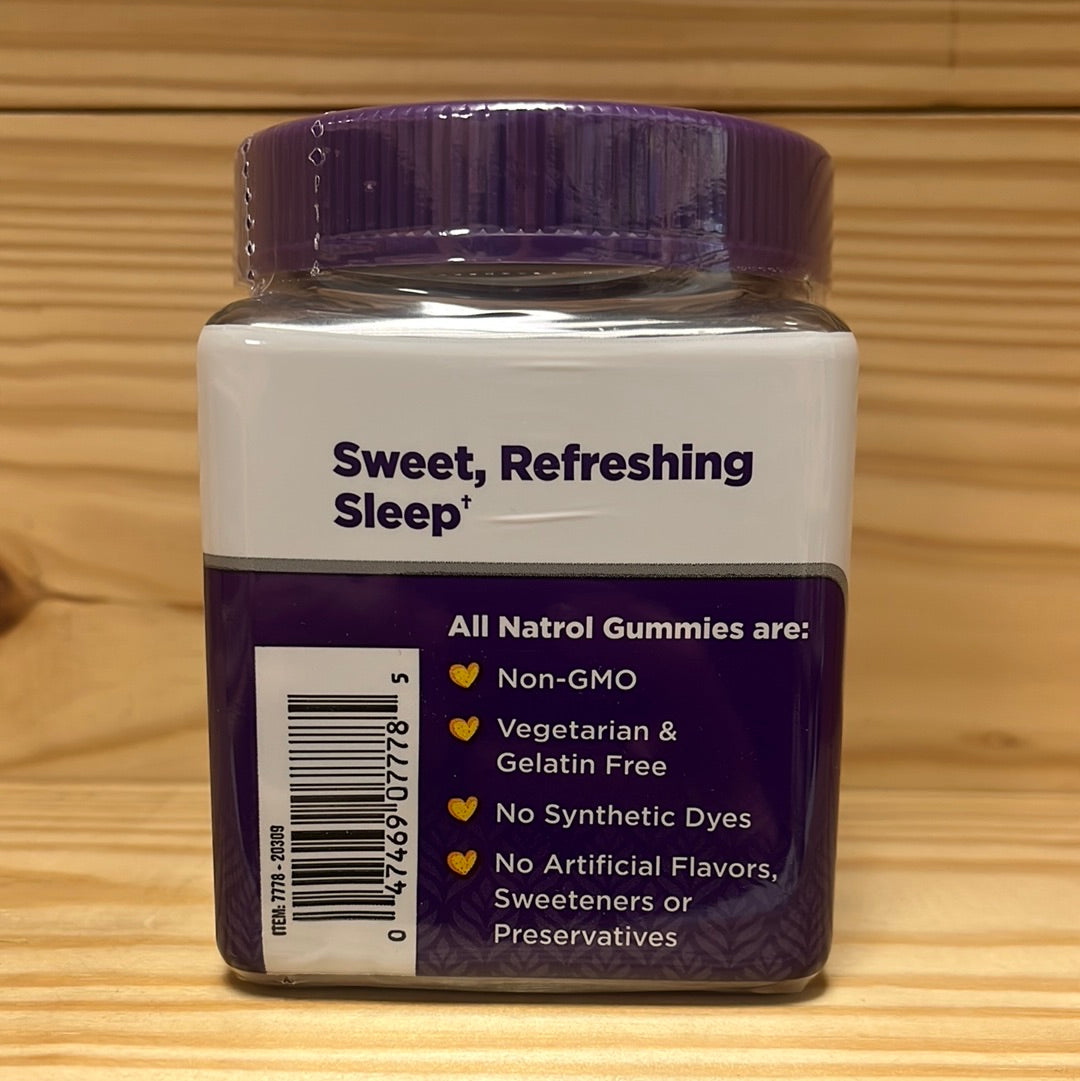 Sweet, Refreshing
Sleep†
All Natrol Gummies are:
Non-GMO
Vegetarian &
Gelatin Free
No Synthetic Dyes
No Artificial Flavors,
Sweeteners or
Preservatives
ITEM: 7778 - 20309
0 47469 07778 5